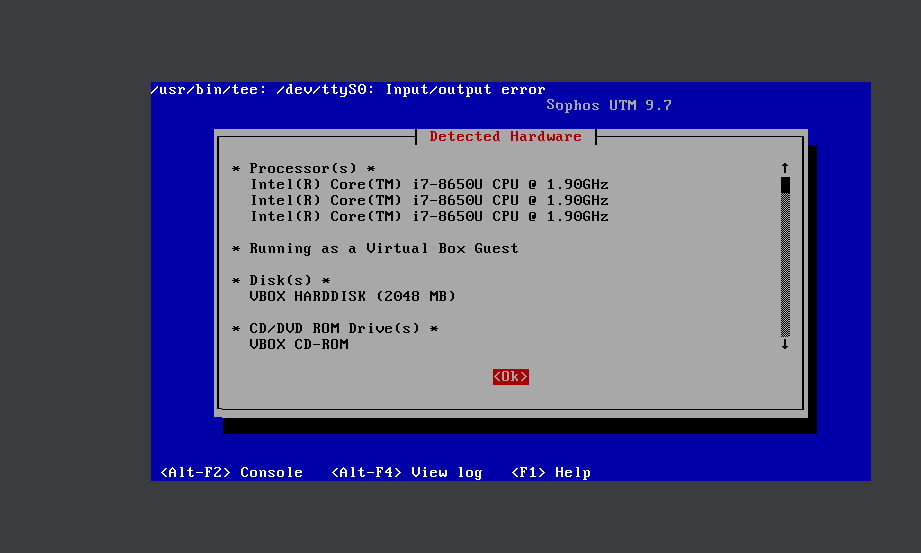 /usr/bin/tee: /dev/ttyS0: Input/output error
Sophos UTM 9.7
Detected Hardware
* Processor(s) *
Intel(R) Core(TM) i7-8650U CPU @ 1.90GHz
Intel(R) Core(TM) i7-8650U CPU @ 1.90GHz
Intel(R) Core(TM) i7-8650U CPU @ 1.90GHz
* Running as a Virtual Box Guest
* Disk(s) *
VBOX HARDDISK (2048 MB)
* CD/DVD ROM Drive(s) *
VBOX CD-ROM
<Ok>
<Alt-F2> Console <Alt-F4> View log <F1> Help